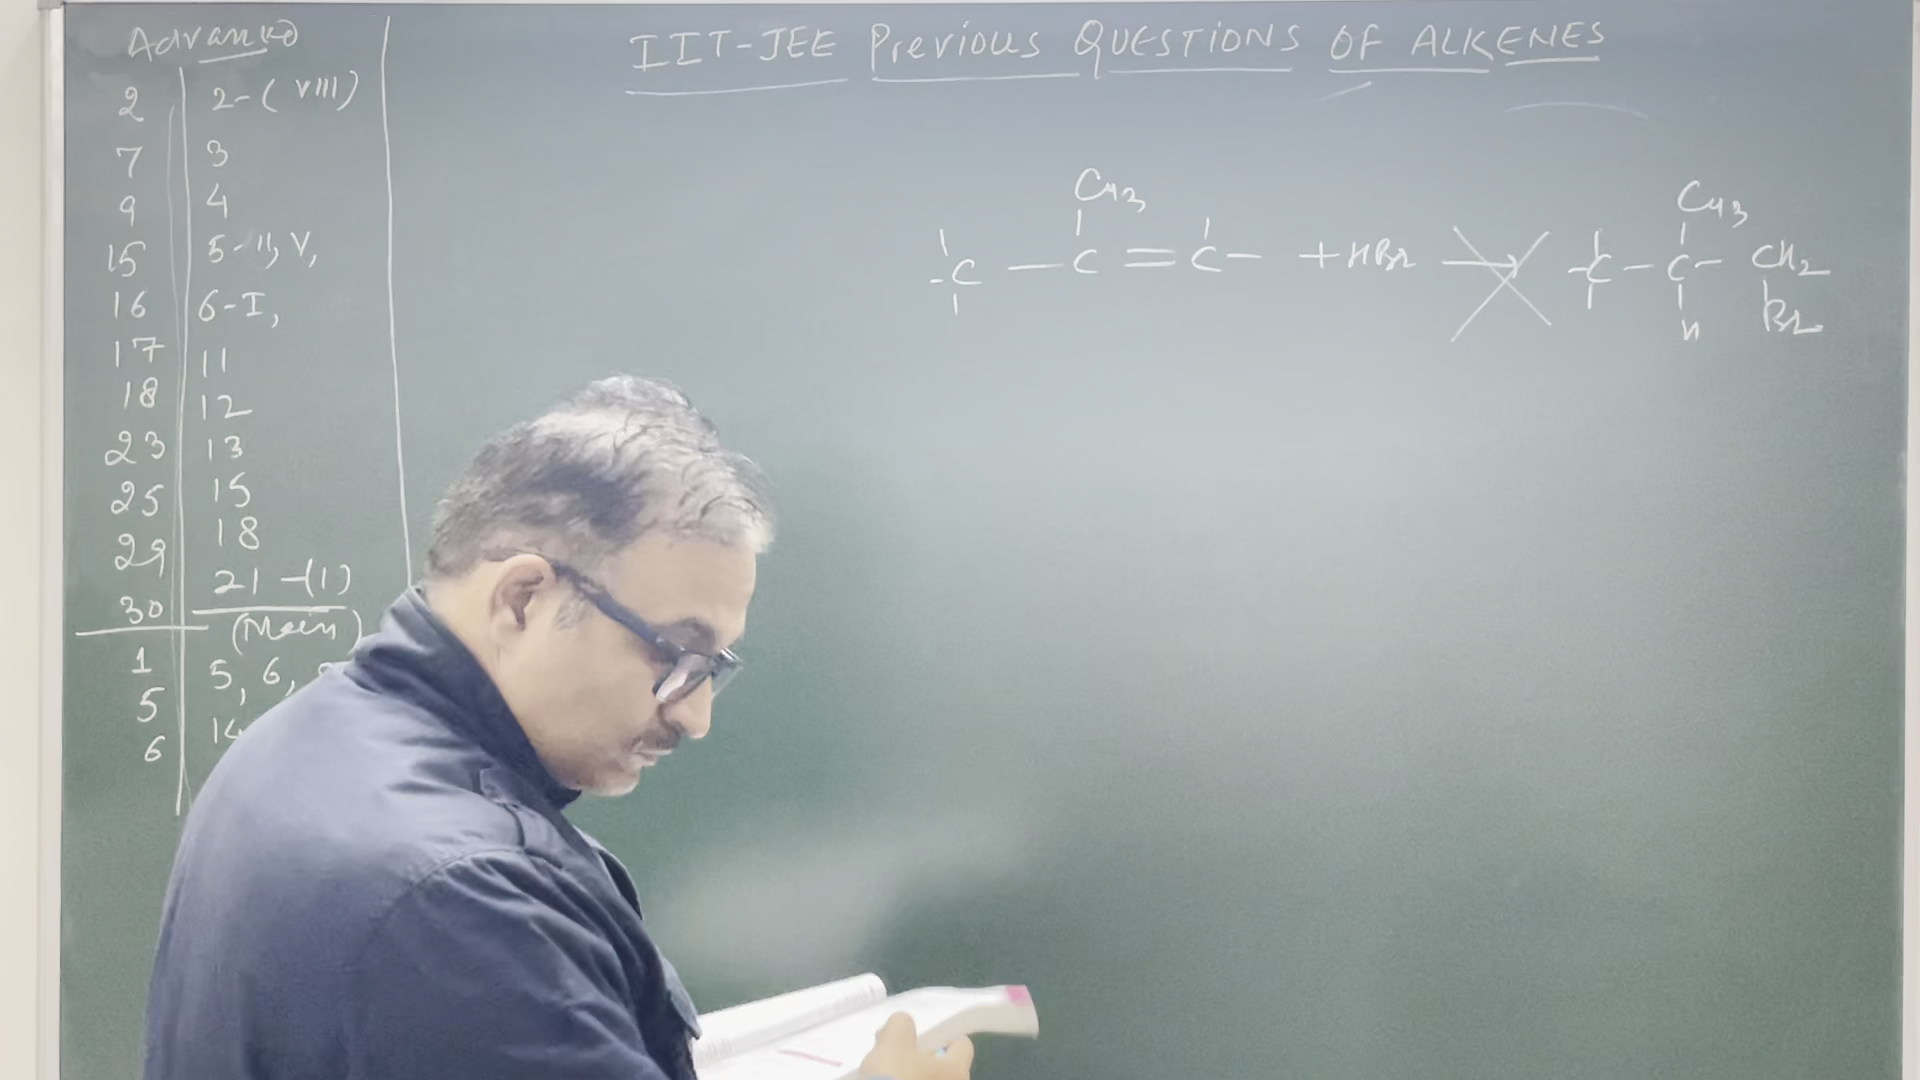 Advanced
IIT-JEE Previous QUESTIONS OF ALKENES
2 2-(VIII)
7 3
9 4
15 5-II, V,
16 6-I,
17 11
18 12
23 13
25 15
29 18
30 21-(1)
(Main)
1 5, 6,
5 14
6
CH3
-C — C = C - + HBr → -C - C - CH2
CH3
H Br